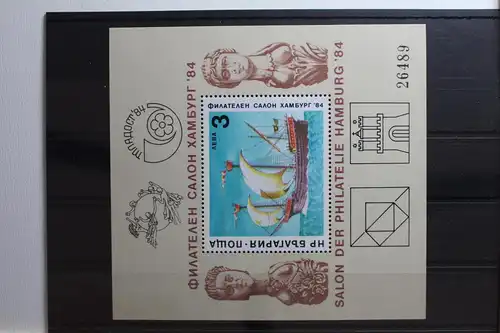 ФИЛАТЕЛЕН САЛОН ХАМБУРГ '84
ФИЛАТЕЛЕН САЛОН ХАМБУРГ '84
3
ЛЕВА
НР БЪЛГАРИЯ·ПОЩА
SALON DER PHILATELIE HAMBURG '84
26489